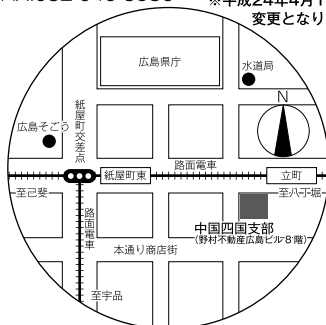 ※平成24年4月1
変更となり
広島県庁
水道局
N
広島そごう
紙屋町交差点
路面電車
紙屋町東
立町
至己斐
至八丁堀
路面電車
中国四国支部
(野村不動産広島ビル8階)
本通り商店街
至宇品